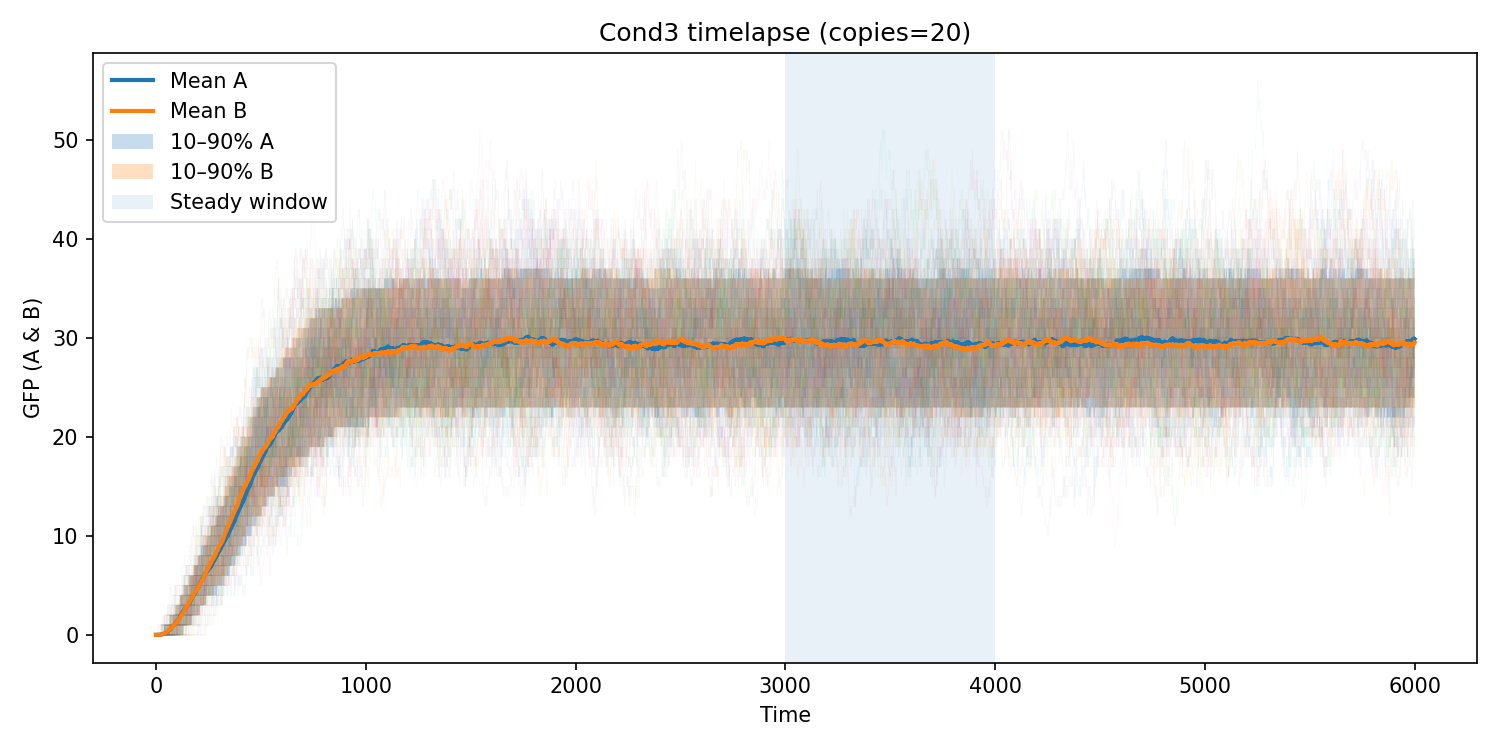 Cond3 timelapse (copies=20)
Mean A
Mean B
10–90% A
10–90% B
Steady window
GFP (A & B)
50
40
30
20
10
0
0 1000 2000 3000 4000 5000 6000
Time